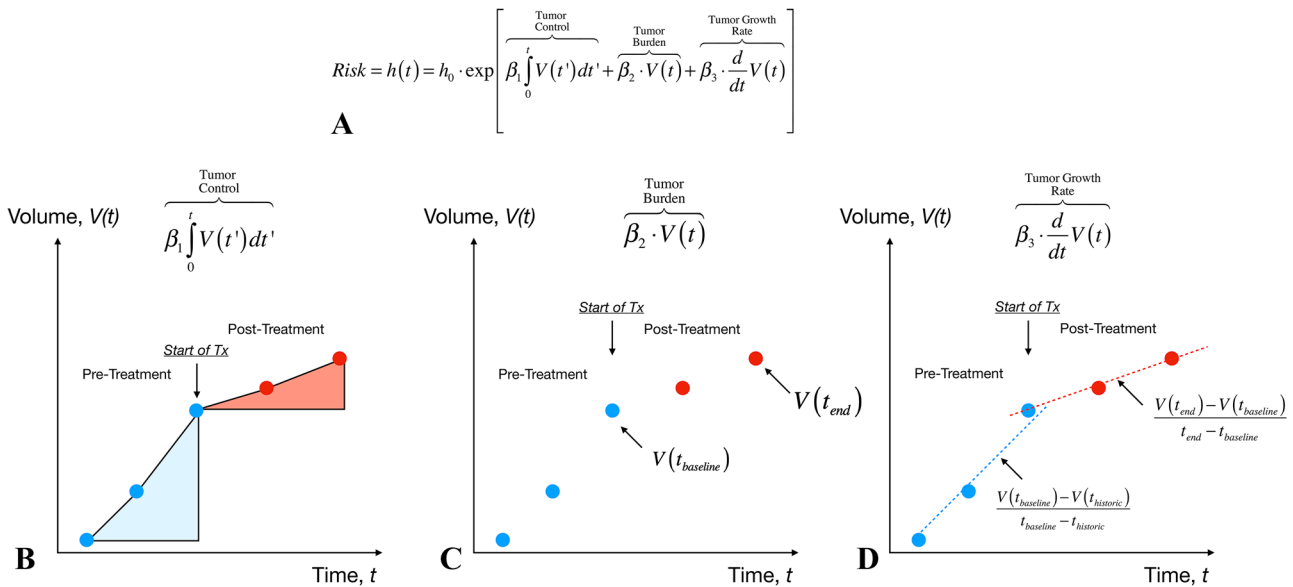 Tumor
Control
Tumor
Burden
Tumor Growth
Rate
Risk = h(t) = h₀ · exp[β₁∫₀ᵗV(t')dt' + β₂ · V(t) + β₃ · d/dt V(t)]
A
Tumor
Control
Volume, V(t)
β₁∫₀ᵗV(t')dt'
Start of Tx
Post-Treatment
Pre-Treatment
B
Time, t
Tumor
Burden
Volume, V(t)
β₂ · V(t)
Start of Tx
Post-Treatment
Pre-Treatment
V(t_end)
V(t_baseline)
C
Time, t
Tumor Growth
Rate
Volume, V(t)
β₃ · d/dt V(t)
Start of Tx
Post-Treatment
Pre-Treatment
V(t_end) − V(t_baseline)
t_end − t_baseline
V(t_baseline) − V(t_historic)
t_baseline − t_historic
D
Time, t